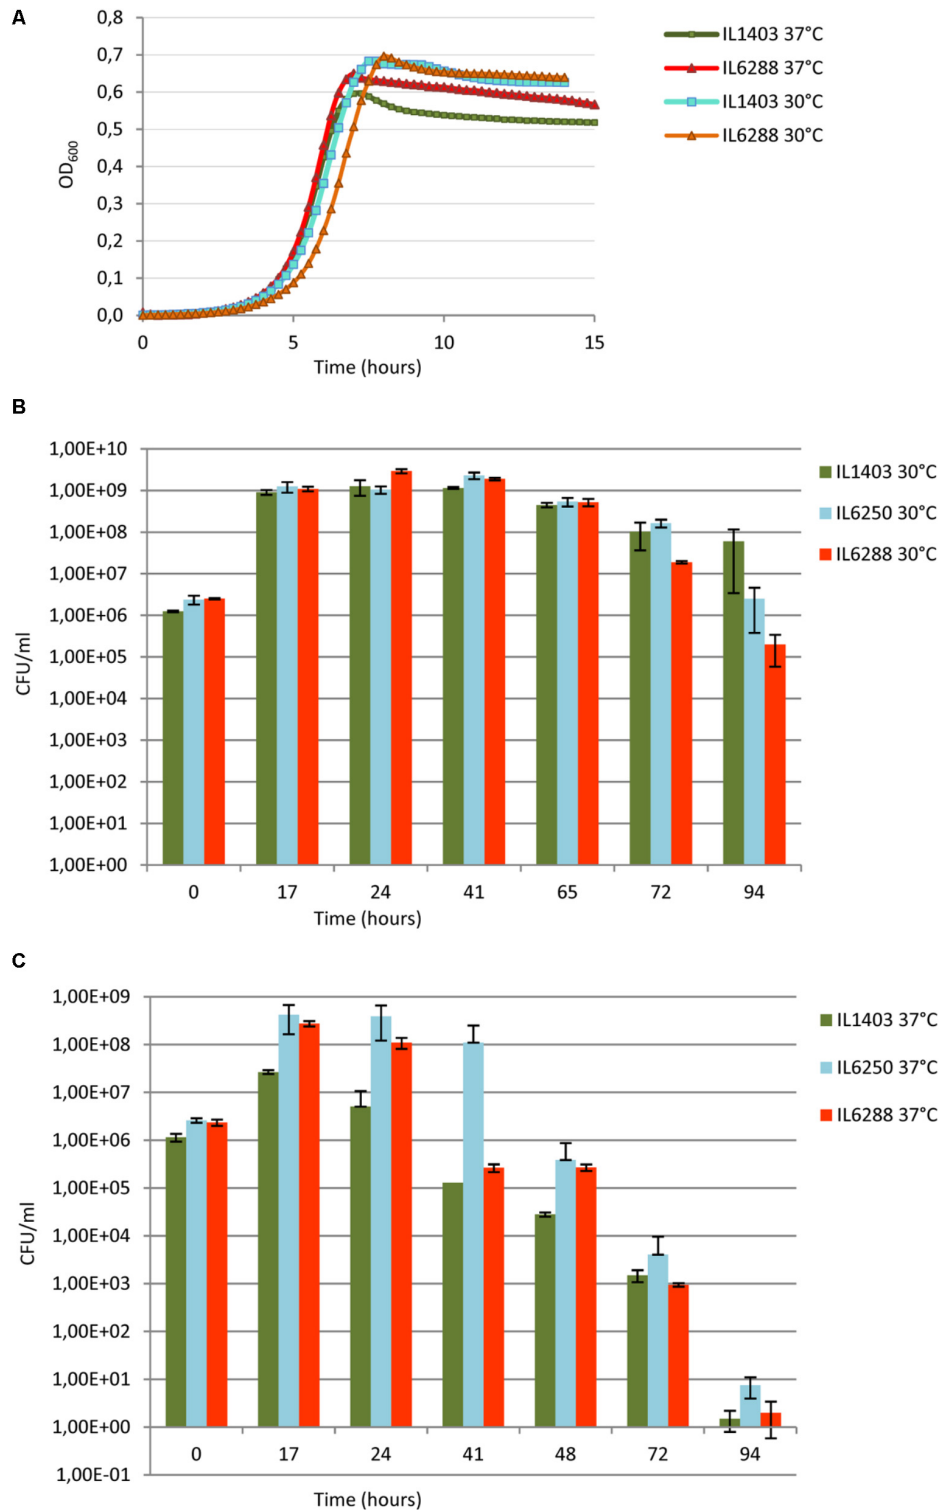 A
0,8
0,7
0,6
0,5
0,4
0,3
0,2
0,1
0,0
OD600
0
5
10
15
Time (hours)
IL1403 37°C
IL6288 37°C
IL1403 30°C
IL6288 30°C
B
1,00E+10
1,00E+09
1,00E+08
1,00E+07
1,00E+06
1,00E+05
1,00E+04
1,00E+03
1,00E+02
1,00E+01
1,00E+00
CFU/ml
0
17
24
41
65
72
94
Time (hours)
IL1403 30°C
IL6250 30°C
IL6288 30°C
C
1,00E+09
1,00E+08
1,00E+07
1,00E+06
1,00E+05
1,00E+04
1,00E+03
1,00E+02
1,00E+01
1,00E+00
1,00E-01
CFU/ml
0
17
24
41
48
72
94
Time (hours)
IL1403 37°C
IL6250 37°C
IL6288 37°C